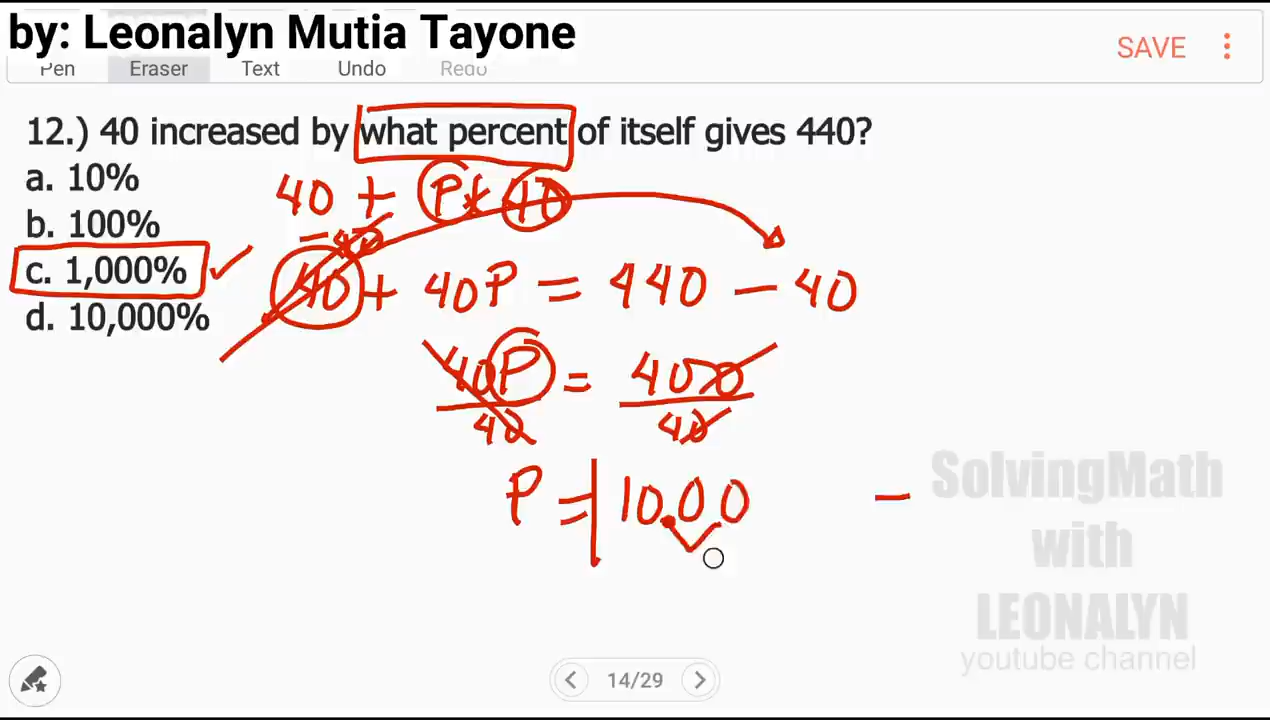 by: Leonalyn Mutia Tayone
SAVE
Pen Eraser Text Undo Redo
12.) 40 increased by what percent of itself gives 440?
a. 10%
b. 100%
c. 1,000%
d. 10,000%
40 + P x 40
- 40
40 + 40P = 440 - 40
40P = 400
40 40
P = 10.00 -
SolvingMath
with
LEONALYN
youtube channel
14/29